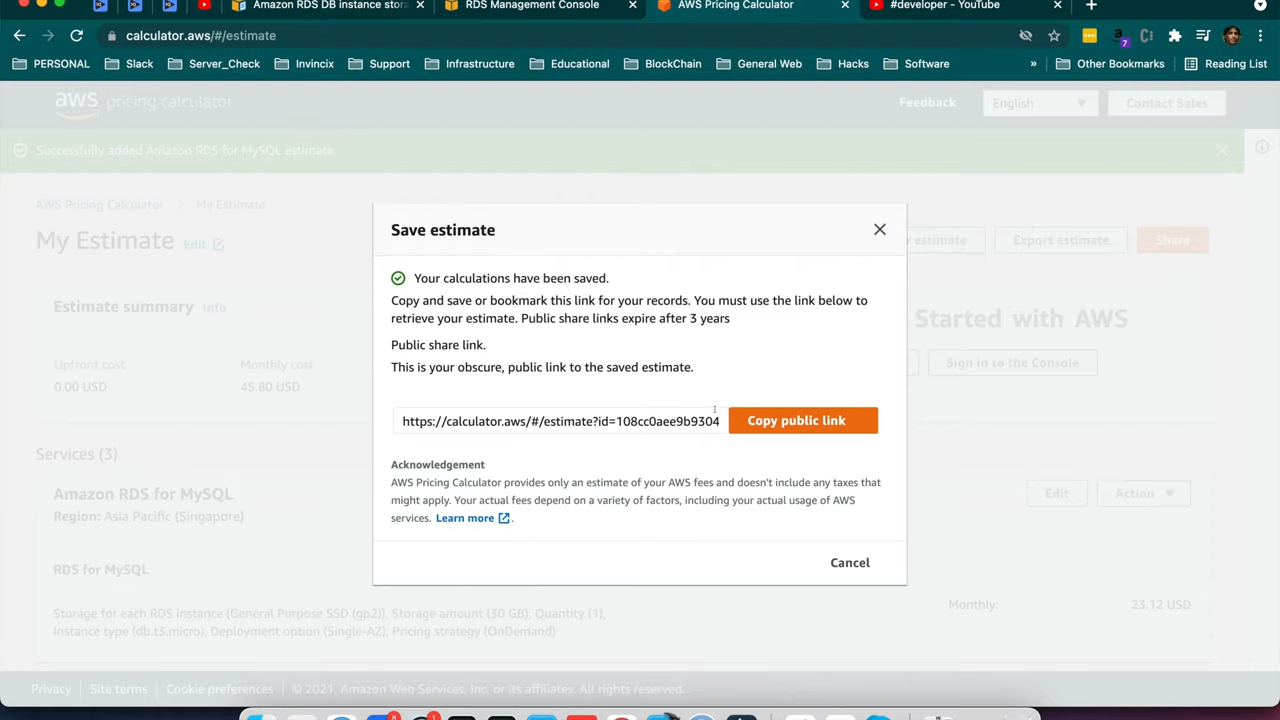 Amazon RDS DB instance stora
RDS Management Console
AWS Pricing Calculator
#developer - YouTube
calculator.aws/#/estimate
7
PERSONAL
Slack
Server_Check
Invincix
Support
Infrastructure
Educational
BlockChain
General Web
Hacks
Software
»
Other Bookmarks
Reading List
aws pricing calculator
Feedback
English
Contact Sales
Successfully added Amazon RDS for MySQL estimate
AWS Pricing Calculator > My Estimate
My Estimate Edit
estimate
Export estimate
Share
Estimate summary Info
Started with AWS
Upfront cost
0.00 USD
Monthly cost
45.80 USD
Sign in to the Console
Save estimate
Your calculations have been saved.
Copy and save or bookmark this link for your records. You must use the link below to
retrieve your estimate. Public share links expire after 3 years
Public share link.
This is your obscure, public link to the saved estimate.
https://calculator.aws/#/estimate?id=108cc0aee9b9304
Copy public link
Acknowledgement
AWS Pricing Calculator provides only an estimate of your AWS fees and doesn't include any taxes that
might apply. Your actual fees depend on a variety of factors, including your actual usage of AWS
services. Learn more .
Cancel
Services (3)
Amazon RDS for MySQL
Region: Asia Pacific (Singapore)
Edit
Action
RDS for MySQL
Storage for each RDS instance (General Purpose SSD (gp2)), Storage amount (30 GB), Quantity (1),
Instance type (db.t3.micro), Deployment option (Single-AZ), Pricing strategy (OnDemand)
Monthly:
23.12 USD
Privacy
Site terms
Cookie preferences
© 2021, Amazon Web Services, Inc. or its affiliates. All rights reserved.